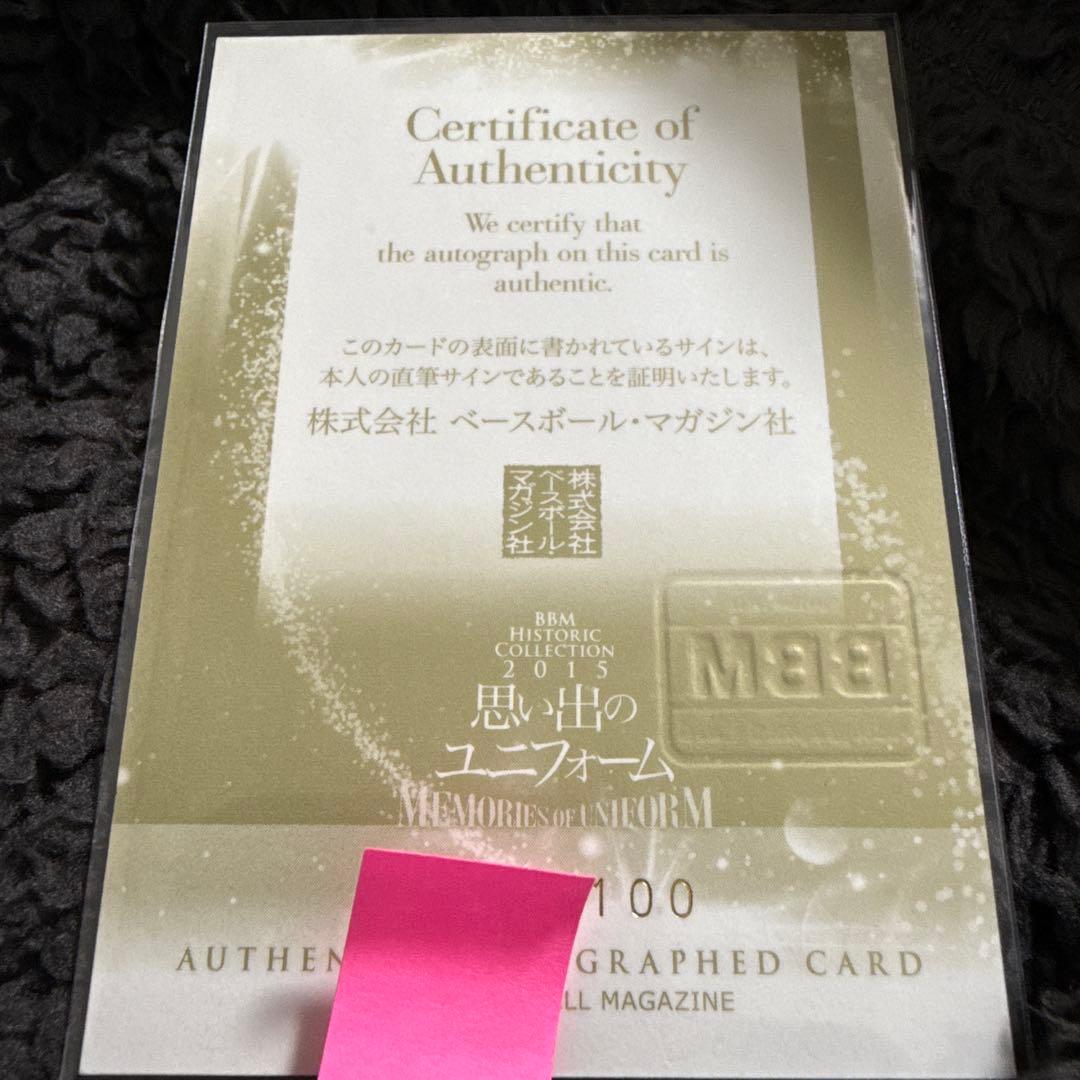 Certificate of
Authenticity
We certify that
the autograph on this card is
authentic.
このカードの表面に書かれているサインは、
本人の直筆サインであることを証明いたします。
株式会社 ベースボール・マガジン社
株式会社
ベースボール
マガジン社
BBM
HISTORIC
COLLECTION
2015
思い出の
ユニフォーム
MEMORIES OF UNIFORM
BBM
100
AUTHEN GRAPHED CARD
LL MAGAZINE